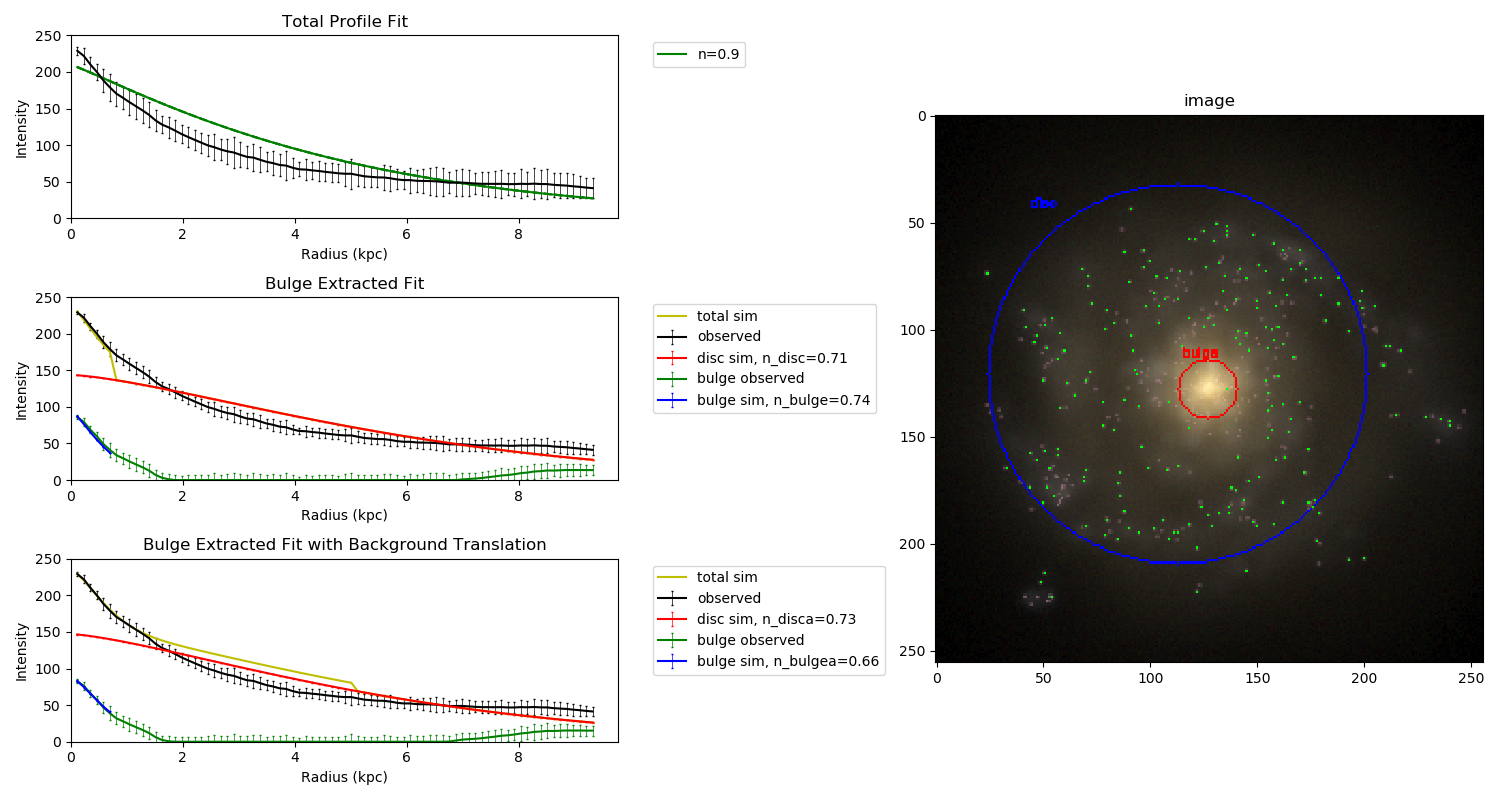 Total Profile Fit
250
200
150
100
50
0
Intensity
0 2 4 6 8
Radius (kpc)
n=0.9
Bulge Extracted Fit
250
200
150
100
50
0
Intensity
0 2 4 6 8
Radius (kpc)
total sim
observed
disc sim, n_disc=0.71
bulge observed
bulge sim, n_bulge=0.74
Bulge Extracted Fit with Background Translation
250
200
150
100
50
0
Intensity
0 2 4 6 8
Radius (kpc)
total sim
observed
disc sim, n_disca=0.73
bulge observed
bulge sim, n_bulgea=0.66
image
0
50
100
150
200
250
0 50 100 150 200 250
disc
bulge